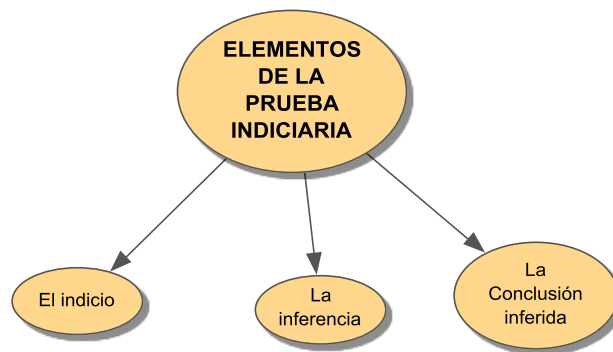 ELEMENTOS
DE LA
PRUEBA
INDICIARIA
El indicio
La
inferencia
La
Conclusión
inferida